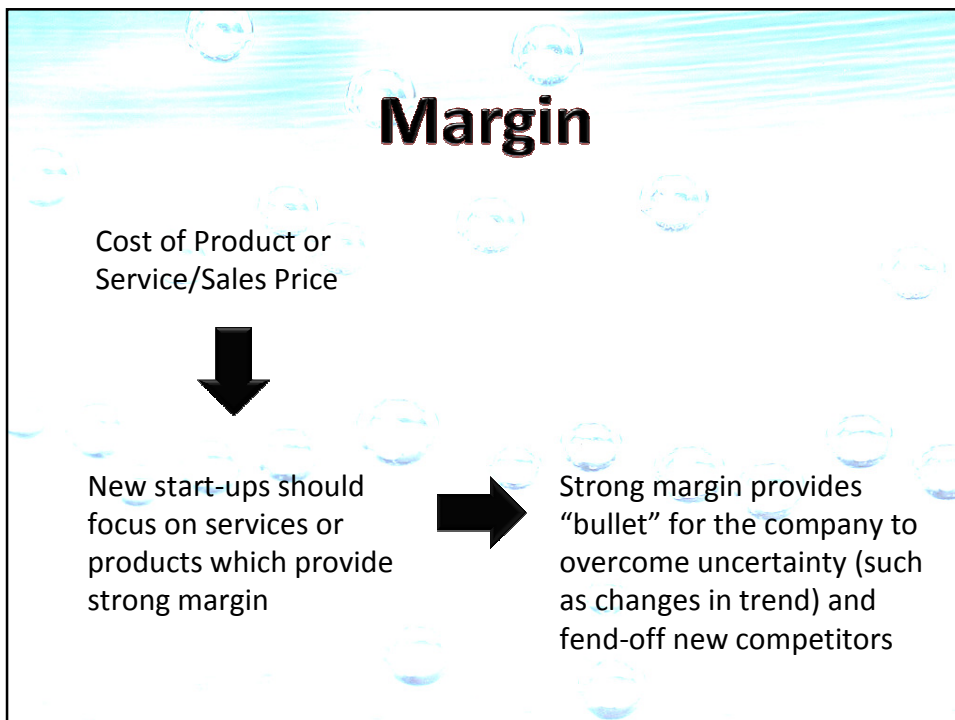 Margin
Cost of Product or
Service/Sales Price
New start-ups should
focus on services or
products which provide
strong margin
Strong margin provides
“bullet” for the company to
overcome uncertainty (such
as changes in trend) and
fend-off new competitors